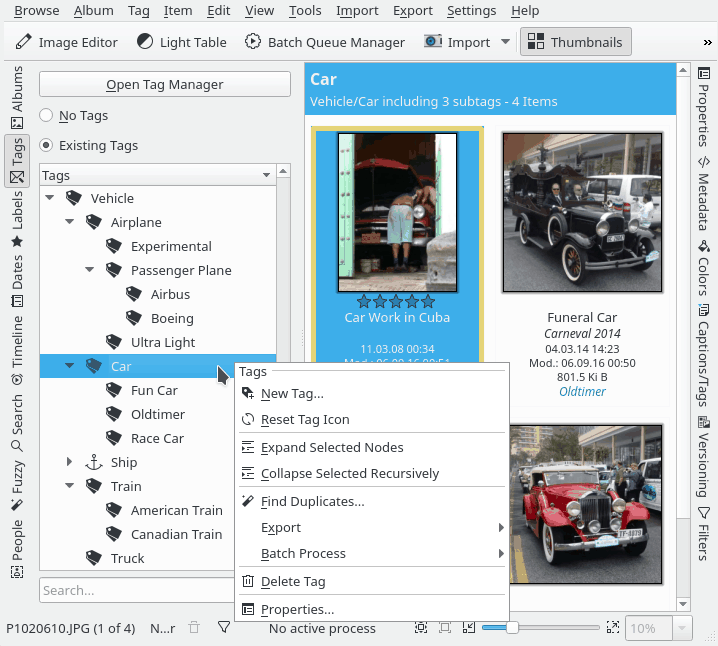 Browse Album Tag Item Edit View Tools Import Export Settings Help
Image Editor Light Table Batch Queue Manager Import Thumbnails »
Albums
Tags
Labels
Dates
Timeline
Search
Fuzzy
People
Open Tag Manager
No Tags
Existing Tags
Tags
Vehicle
Airplane
Experimental
Passenger Plane
Airbus
Boeing
Ultra Light
Car
Fun Car
Oldtimer
Race Car
Ship
Train
American Train
Canadian Train
Truck
Search...
Car
Vehicle/Car including 3 subtags - 4 Items
Car Work in Cuba
11.03.08 00:34
Funeral Car
Carneval 2014
04.03.14 14:23
Mod.: 06.09.16 00:50
801.5 Ki B
Oldtimer
Tags
New Tag...
Reset Tag Icon
Expand Selected Nodes
Collapse Selected Recursively
Find Duplicates...
Export
Batch Process
Delete Tag
Properties...
Properties
Metadata
Colors
Captions/Tags
Versioning
Filters
P1020610.JPG (1 of 4) N...r No active process 10%